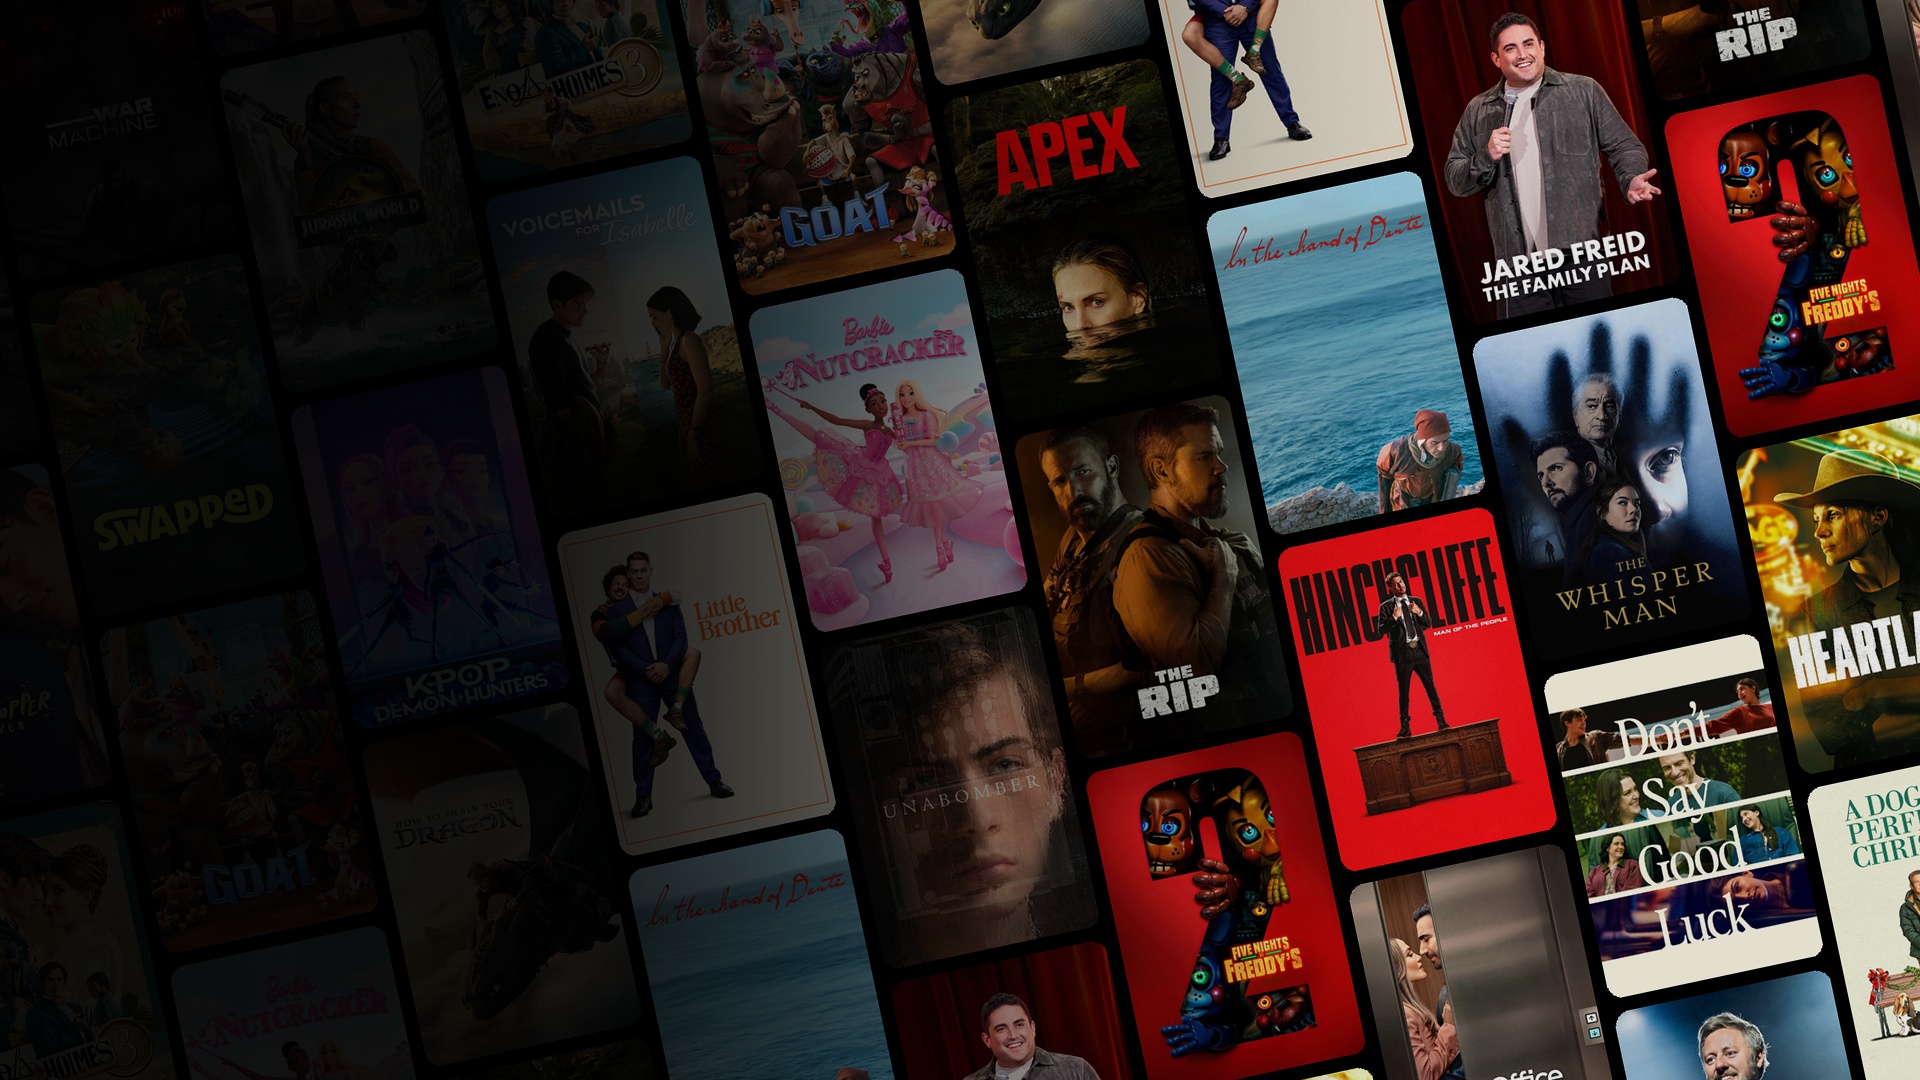 WAR
MACHINE
JURASSIC WORLD
ENOLA HOLMES 3
GOAT
APEX
JARED FREID
THE FAMILY PLAN
THE
RIP
SWAPPED
VOICEMAILS
FOR Isabelle
Barbie
NUTCRACKER
In the hand of Dante
FIVE NIGHTS
FREDDY'S
KPOP
DEMON HUNTERS
Little
Brother
THE
RIP
HINCHCLIFFE
MAN OF THE PEOPLE
THE
WHISPER
MAN
HEARTLA
GOAT
HOW TO TRAIN YOUR
DRAGON
UNABOMBER
Don't
Say
Good
Luck
A DOG
PERF
CHRIS
HOLMES 3
Barbie
NUTCRACKER
In the hand of Dante
FIVE NIGHTS
FREDDY'S
Office